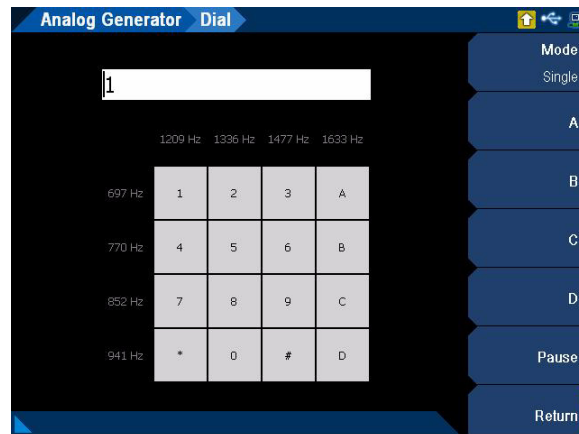 Analog Generator Dial
Mode
Single
1
A
1209 Hz 1336 Hz 1477 Hz 1633 Hz
B
697 Hz 1 2 3 A
C
770 Hz 4 5 6 B
D
852 Hz 7 8 9 C
Pause
941 Hz * 0 # D
Return